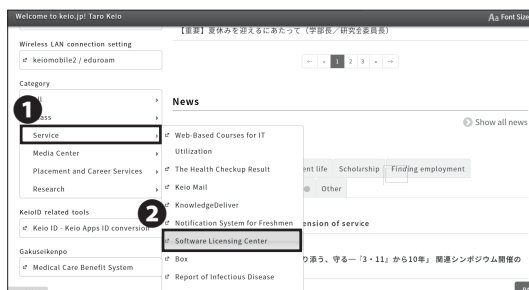 Welcome to keio.jp! Taro Keio
Aa Font Size
【重要】夏休みを迎えるにあたって（学部長／研究会委員長）
Wireless LAN connection setting
keiomobile2 / eduroam
← « 1 2 3 » →
Category
1
News
Show all news
Service
Web-Based Courses for IT
Utilization
Media Center
Placement and Career Services
The Health Checkup Result
ent life Scholarship Finding employment
Research
Keio Mail
Other
KnowledgeDeliver
KeioID related tools
2
Notification System for Freshmen
ension of service
Keio ID - Keio Apps ID conversion
Software Licensing Center
Gakuseikenpo
Box
り添う、守る―『3・11』から10年」 関連シンポジウム開催の
Medical Care Benefit System
Report of Infectious Disease